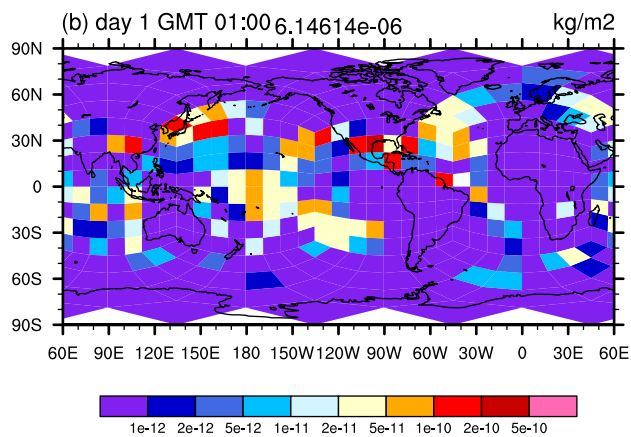 (b) day 1 GMT 01:00 6.14614e-06 kg/m2
90N
60N
30N
0
30S
60S
90S
60E 90E 120E 150E 180 150W 120W 90W 60W 30W 0 30E 60E
1e-12 2e-12 5e-12 1e-11 2e-11 5e-11 1e-10 2e-10 5e-10